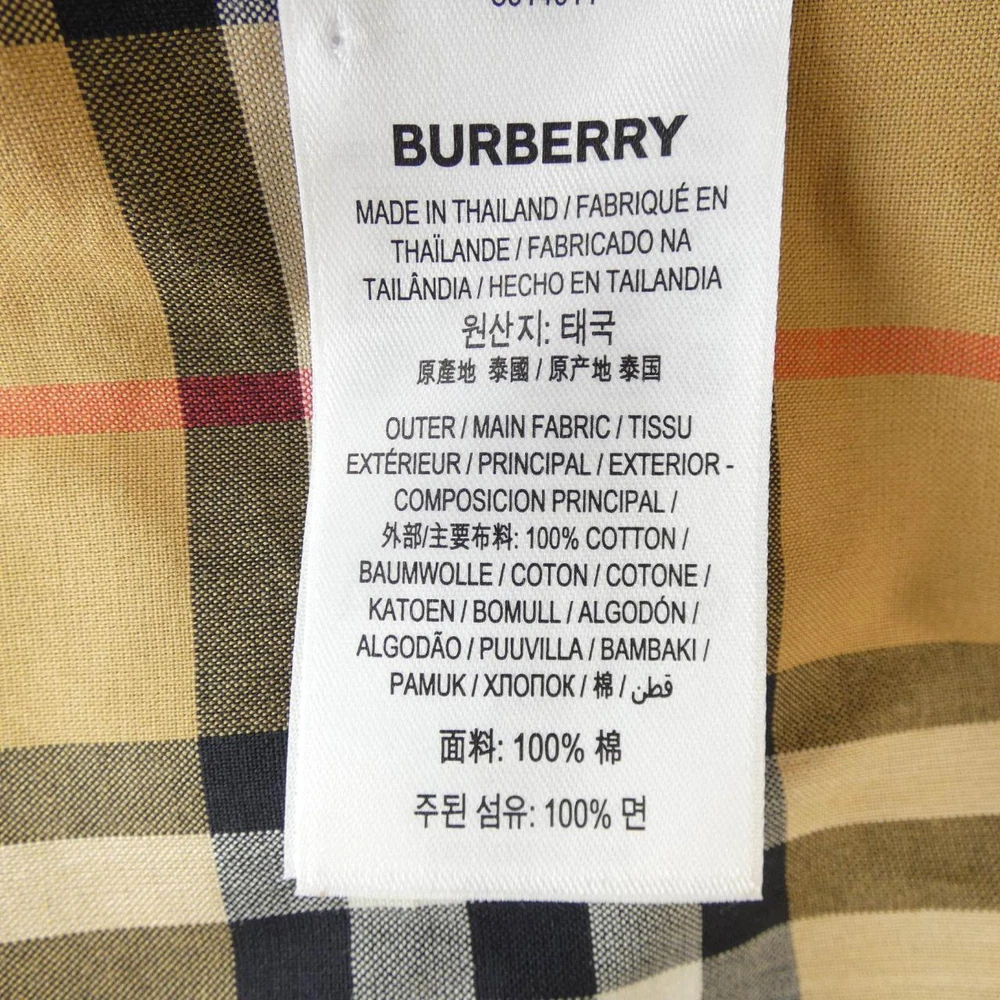 BURBERRY
MADE IN THAILAND / FABRIQUÉ EN
THAÏLANDE / FABRICADO NA
TAILÂNDIA / HECHO EN TAILANDIA
원산지: 태국
原產地 泰國 / 原产地 泰国
OUTER / MAIN FABRIC / TISSU
EXTÉRIEUR / PRINCIPAL / EXTERIOR -
COMPOSICION PRINCIPAL /
外部/主要布料: 100% COTTON /
BAUMWOLLE / COTON / COTONE /
KATOEN / BOMULL / ALGODÓN /
ALGODÃO / PUUVILLA / BAMBAKI /
PAMUK / ХЛОПОК / 棉 / قطن
面料: 100% 棉
주된 섬유: 100% 면